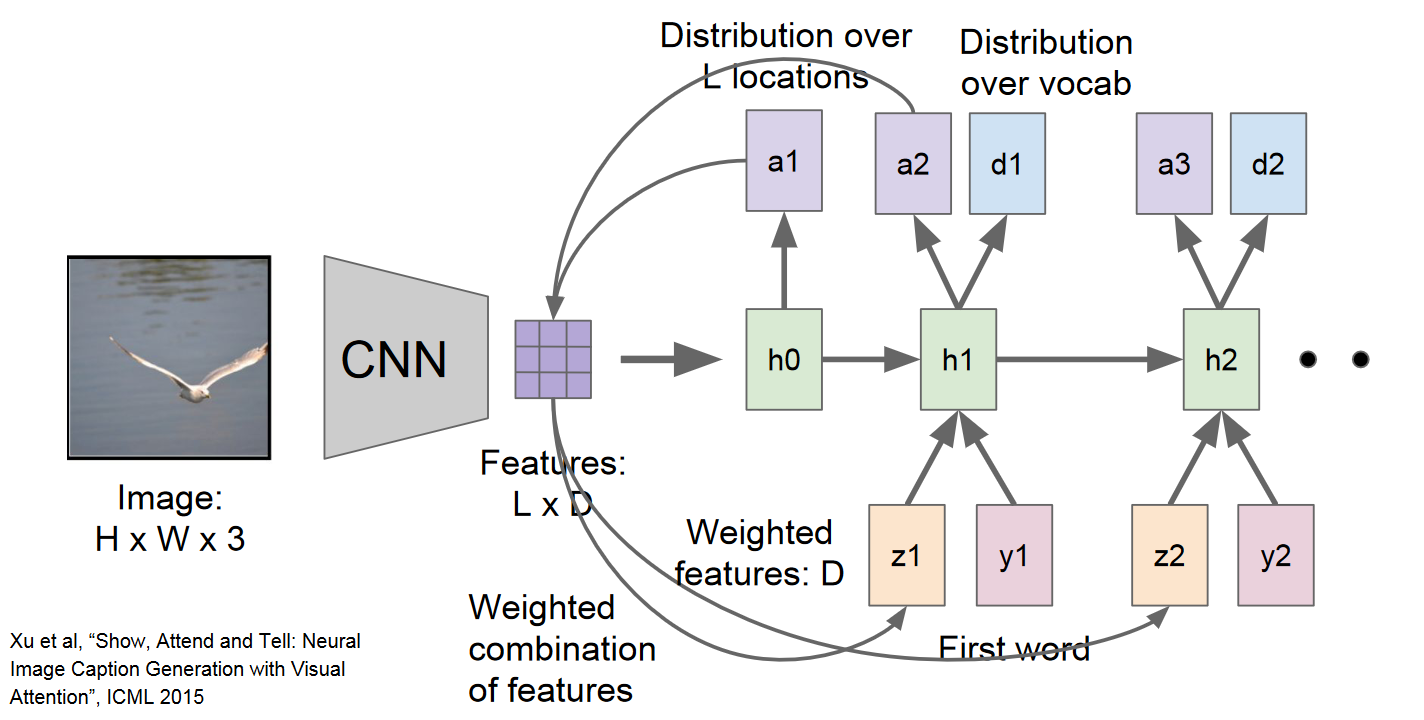 Distribution over
L locations
Distribution
over vocab
a1
a2
d1
a3
d2
CNN
h0
h1
h2
Features:
L x D
Image:
H x W x 3
Weighted
features: D
z1
y1
z2
y2
Weighted
combination
of features
First word
Xu et al, “Show, Attend and Tell: Neural
Image Caption Generation with Visual
Attention”, ICML 2015